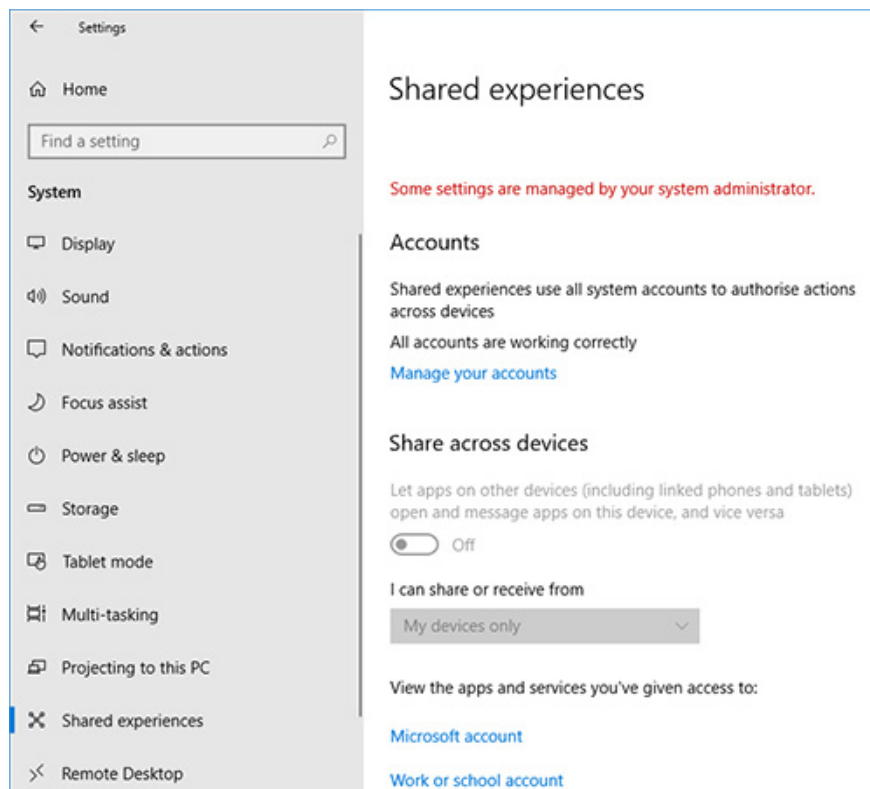 Settings
Home
Find a setting
System
Display
Sound
Notifications & actions
Focus assist
Power & sleep
Storage
Tablet mode
Multi-tasking
Projecting to this PC
Shared experiences
Remote Desktop
Shared experiences
Some settings are managed by your system administrator.
Accounts
Shared experiences use all system accounts to authorise actions
across devices
All accounts are working correctly
Manage your accounts
Share across devices
Let apps on other devices (including linked phones and tablets)
open and message apps on this device, and vice versa
Off
I can share or receive from
My devices only
View the apps and services you've given access to:
Microsoft account
Work or school account